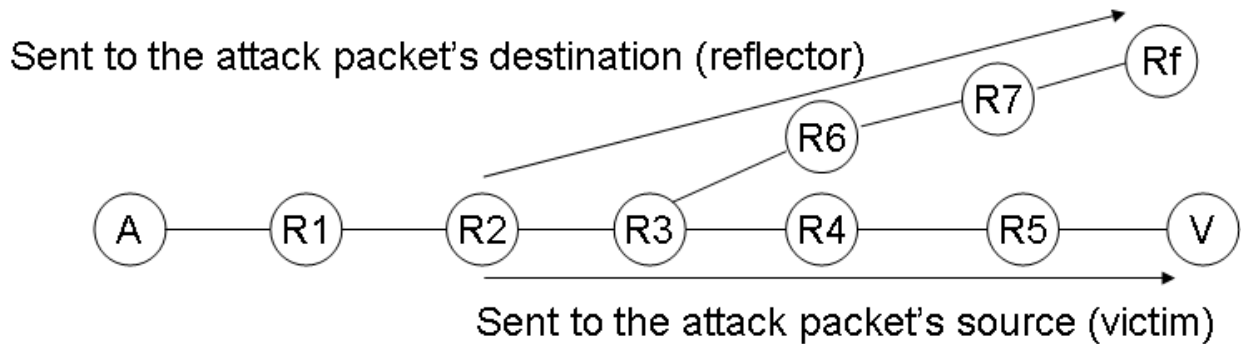 Sent to the attack packet's destination (reflector)
Rf
R7
R6
A
R1
R2
R3
R4
R5
V
Sent to the attack packet's source (victim)